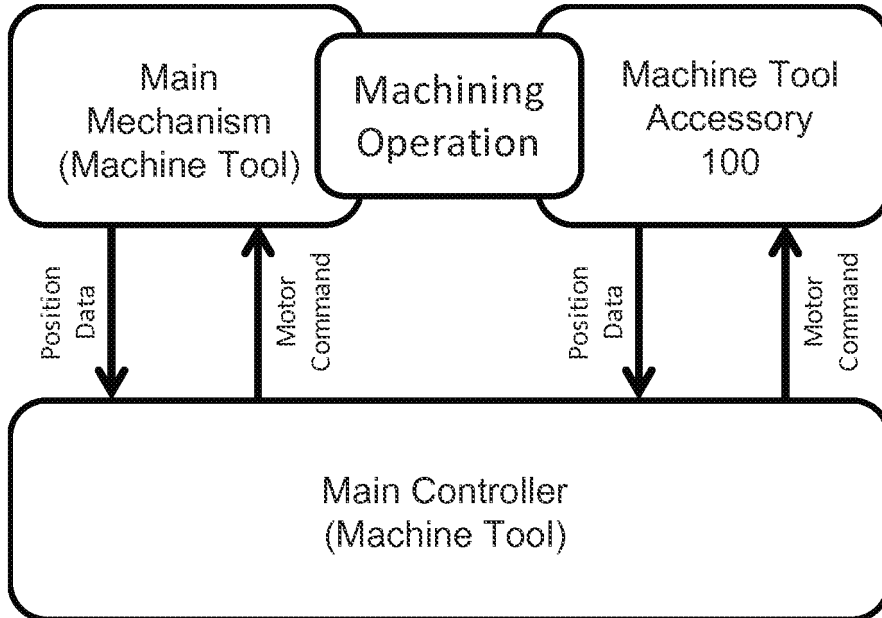 Main
Mechanism
(Machine Tool)
Machining
Operation
Machine Tool
Accessory
100
Position
Data
Motor
Command
Position
Data
Motor
Command
Main Controller
(Machine Tool)